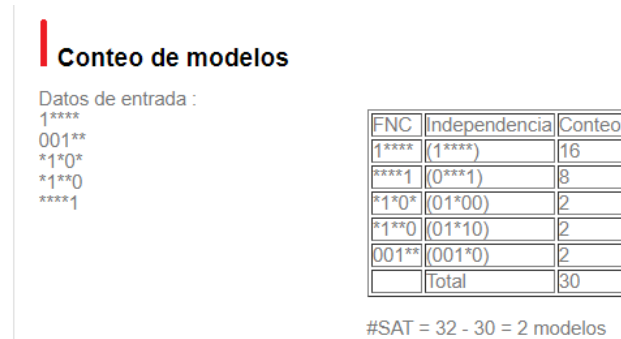 Conteo de modelos
Datos de entrada :
1****
001**
*1*0*
*1**0
****1
FNC Independencia Conteo
1**** (1****) 16
****1 (0***1) 8
*1*0* (01*00) 2
*1**0 (01*10) 2
001** (001*0) 2
Total 30
#SAT = 32 - 30 = 2 modelos